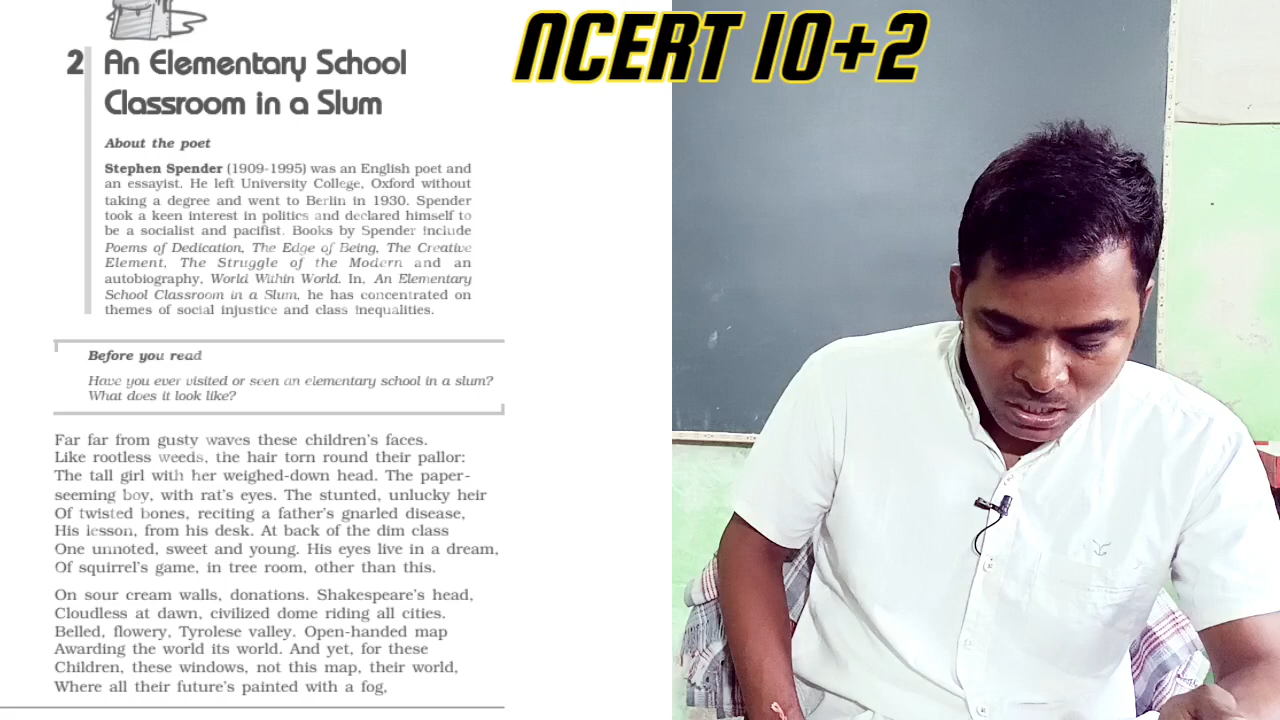 NCERT 10+2
2 An Elementary School
Classroom in a Slum
About the poet
Stephen Spender (1909-1995) was an English poet and
an essayist. He left University College, Oxford without
taking a degree and went to Berlin in 1930. Spender
took a keen interest in politics and declared himself to
be a socialist and pacifist. Books by Spender include
Poems of Dedication, The Edge of Being, The Creative
Element, The Struggle of the Modern and an
autobiography, World Within World. In, An Elementary
School Classroom in a Slum, he has concentrated on
themes of social injustice and class inequalities.
Before you read
Have you ever visited or seen an elementary school in a slum?
What does it look like?
Far far from gusty waves these children's faces.
Like rootless weeds, the hair torn round their pallor:
The tall girl with her weighed-down head. The paper-
seeming boy, with rat's eyes. The stunted, unlucky heir
Of twisted bones, reciting a father's gnarled disease,
His lesson, from his desk. At back of the dim class
One unnoted, sweet and young. His eyes live in a dream,
Of squirrel's game, in tree room, other than this.
On sour cream walls, donations. Shakespeare's head,
Cloudless at dawn, civilized dome riding all cities.
Belled, flowery, Tyrolese valley. Open-handed map
Awarding the world its world. And yet, for these
Children, these windows, not this map, their world,
Where all their future's painted with a fog,